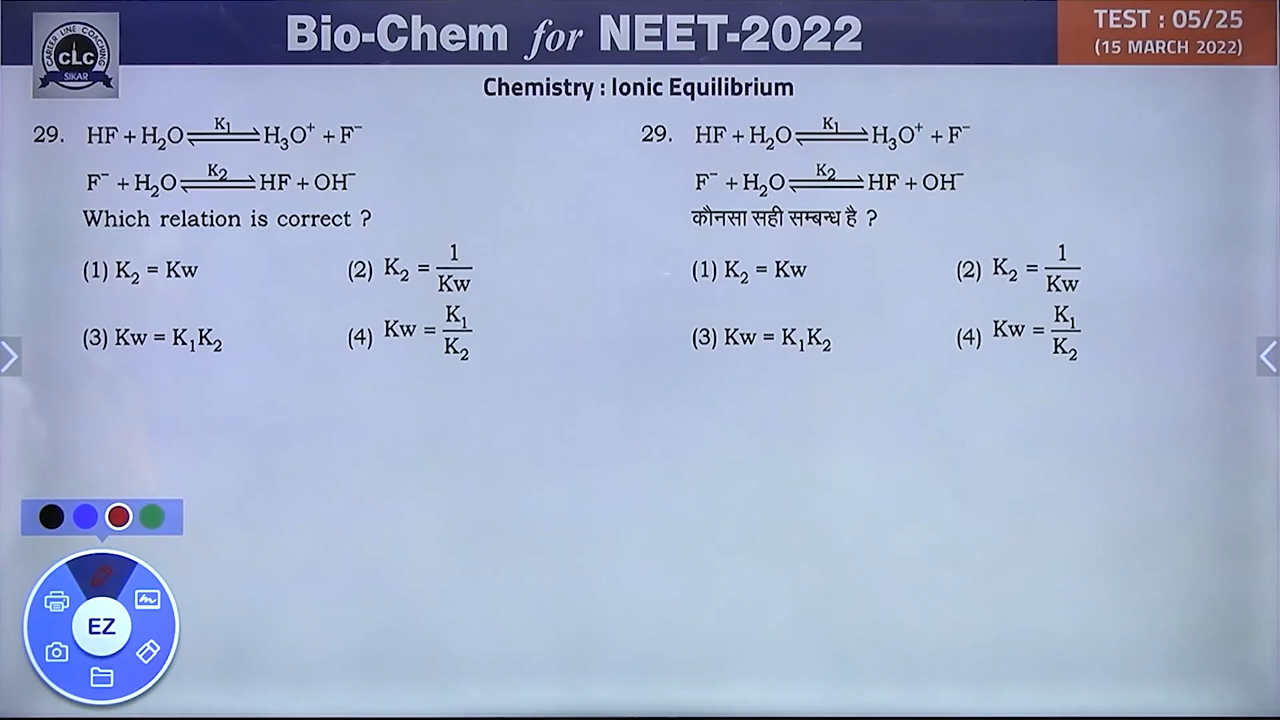 CAREER LINE COACHING
CLC
SIKAR
Bio-Chem for NEET-2022
TEST : 05/25
(15 MARCH 2022)
Chemistry : Ionic Equilibrium
29. HF + H₂O ⇌ (K₁) H₃O⁺ + F⁻
F⁻ + H₂O ⇌ (K₂) HF + OH⁻
Which relation is correct ?
(1) K₂ = Kw (2) K₂ = 1/Kw
(3) Kw = K₁K₂ (4) Kw = K₁/K₂
29. HF + H₂O ⇌ (K₁) H₃O⁺ + F⁻
F⁻ + H₂O ⇌ (K₂) HF + OH⁻
कौनसा सही सम्बन्ध है ?
(1) K₂ = Kw (2) K₂ = 1/Kw
(3) Kw = K₁K₂ (4) Kw = K₁/K₂
EZ